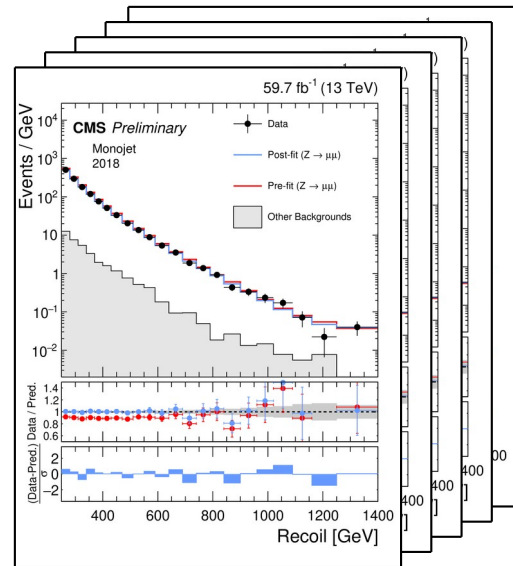 59.7 fb⁻¹ (13 TeV)
Events / GeV
CMS Preliminary
Monojet
2018
Data
Post-fit (Z → μμ)
Pre-fit (Z → μμ)
Other Backgrounds
10⁴
10³
10²
10
1
10⁻¹
10⁻²
Data / Pred.
1.4
1.2
1.0
0.8
0.6
(Data-Pred.)
σ
2
0
−2
400 600 800 1000 1200 1400
Recoil [GeV]
400
400
400
00